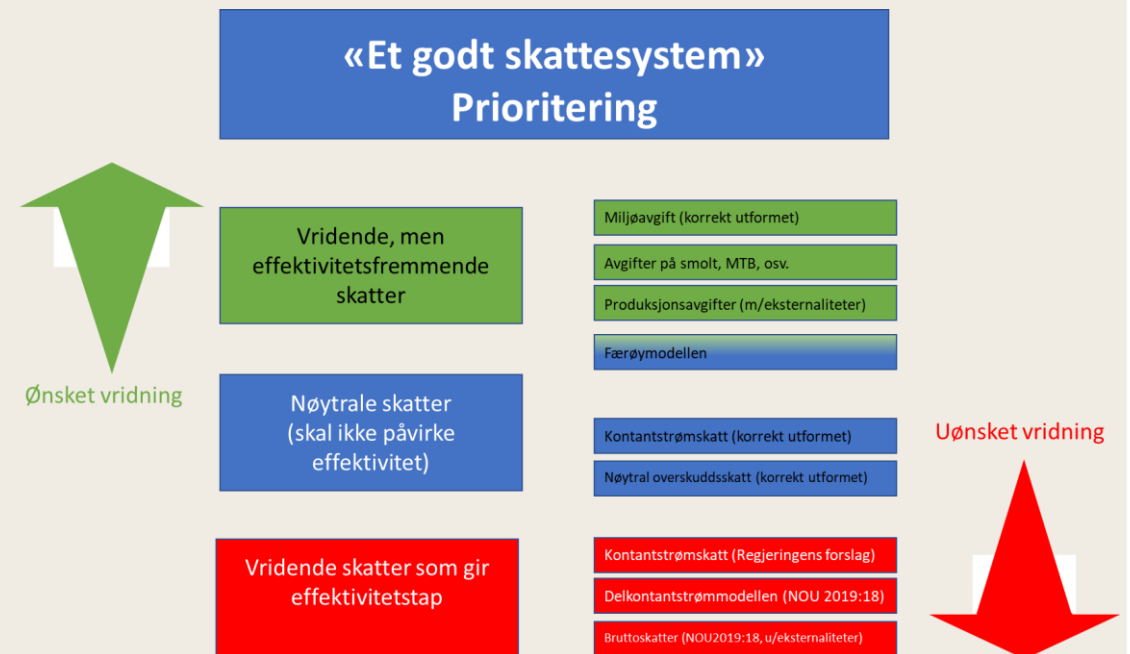 «Et godt skattesystem»
Prioritering
Vridende, men
effektivitetsfremmende
skatter
Miljøavgift (korrekt utformet)
Avgifter på smolt, MTB, osv.
Produksjonsavgifter (m/eksternaliteter)
Færøymodellen
Ønsket vridning
Nøytrale skatter
(skal ikke påvirke
effektivitet)
Kontantstrømskatt (korrekt utformet)
Nøytral overskuddsskatt (korrekt utformet)
Uønsket vridning
Vridende skatter som gir
effektivitetstap
Kontantstrømskatt (Regjeringens forslag)
Delkontantstrømmodellen (NOU 2019:18)
Bruttoskatter (NOU2019:18, u/eksternaliteter)